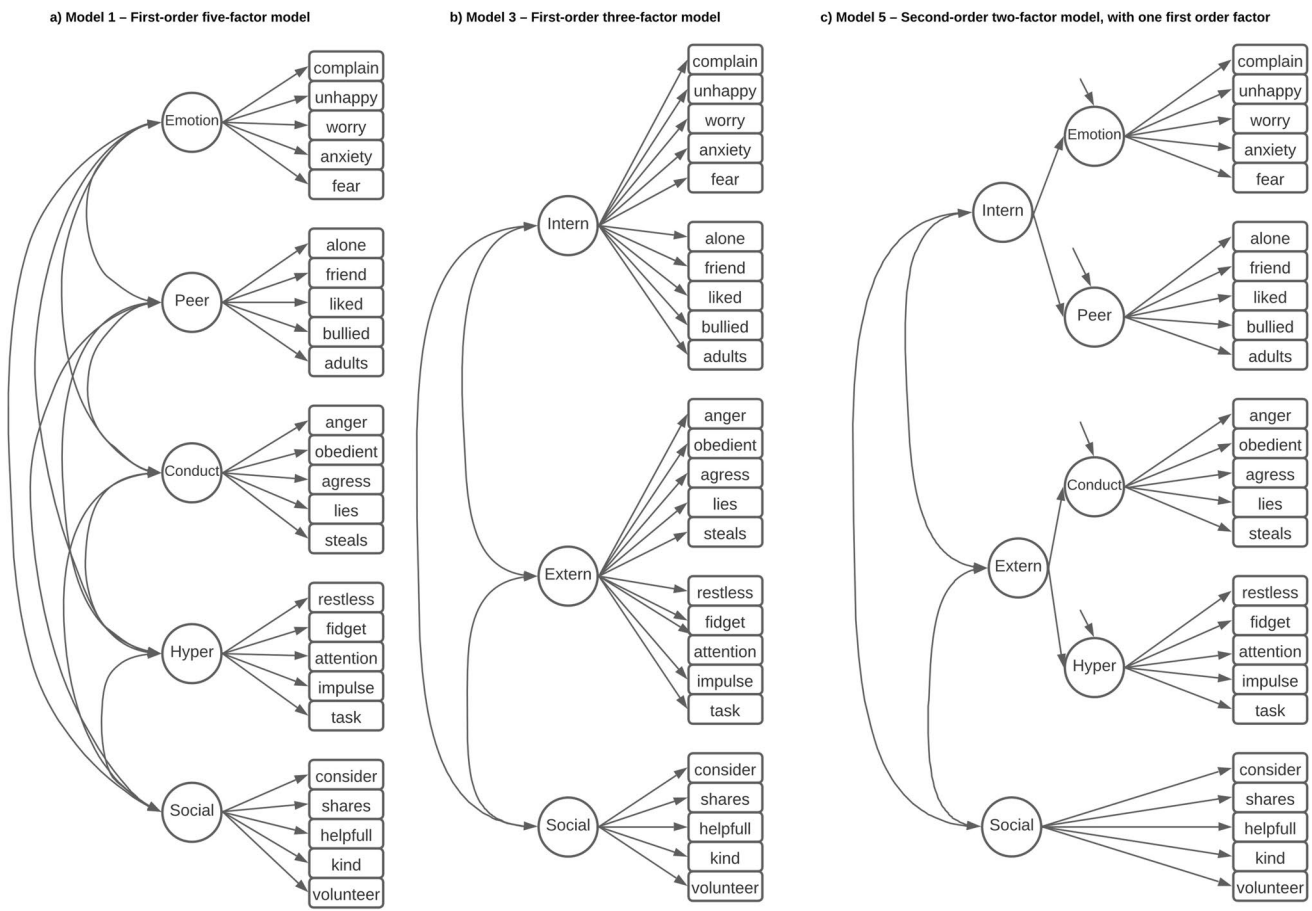 a) Model 1 – First-order five-factor model
Emotion
complain
unhappy
worry
anxiety
fear
Peer
alone
friend
liked
bullied
adults
Conduct
anger
obedient
agress
lies
steals
Hyper
restless
fidget
attention
impulse
task
Social
consider
shares
helpfull
kind
volunteer
b) Model 3 – First-order three-factor model
Intern
complain
unhappy
worry
anxiety
fear
alone
friend
liked
bullied
adults
Extern
anger
obedient
agress
lies
steals
restless
fidget
attention
impulse
task
Social
consider
shares
helpfull
kind
volunteer
c) Model 5 – Second-order two-factor model, with one first order factor
Intern
Emotion
complain
unhappy
worry
anxiety
fear
Peer
alone
friend
liked
bullied
adults
Extern
Conduct
anger
obedient
agress
lies
steals
Hyper
restless
fidget
attention
impulse
task
Social
consider
shares
helpfull
kind
volunteer